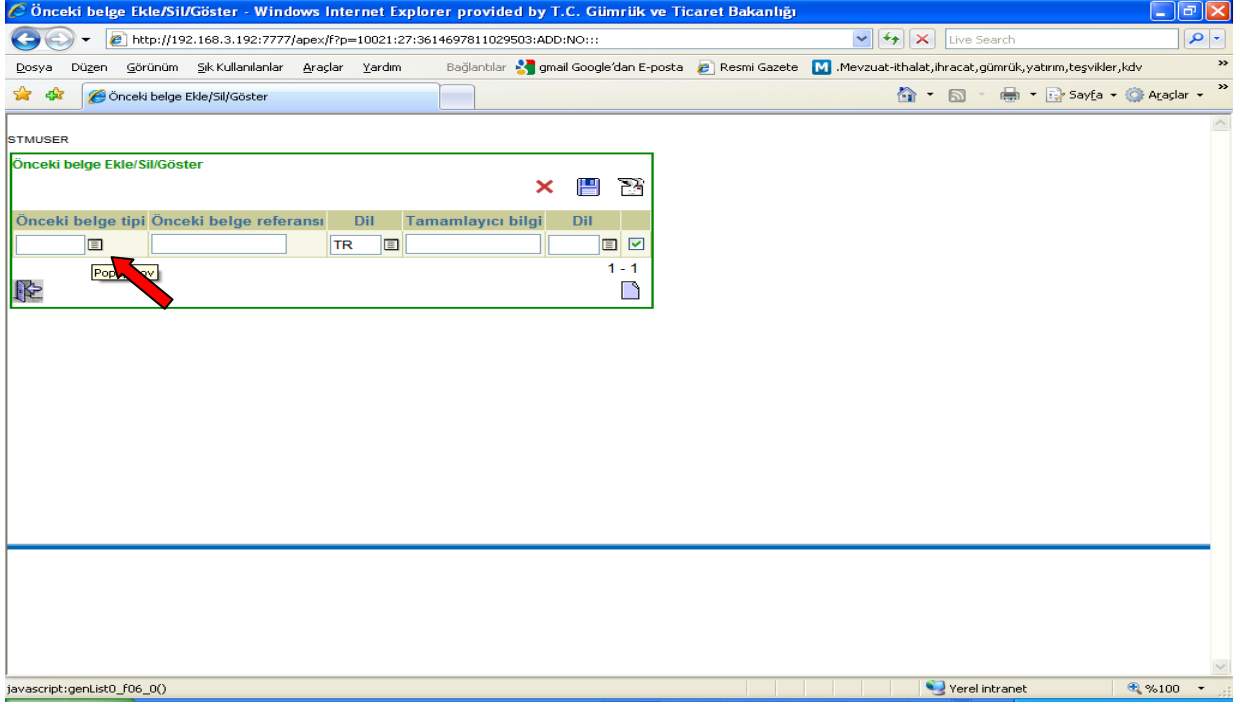 Önceki belge Ekle/Sil/Göster - Windows Internet Explorer provided by T.C. Gümrük ve Ticaret Bakanlığı
http://192.168.3.192:7777/apex/f?p=10021:27:3614697811029503:ADD:NO::: Live Search
Dosya Düzen Görünüm Sık Kullanılanlar Araçlar Yardım Bağlantılar gmail Google'dan E-posta Resmi Gazete M .Mevzuat-ithalat,ihracat,gümrük,yatırım,teşvikler,kdv »
Önceki belge Ekle/Sil/Göster Sayfa Araçlar »
STMUSER
Önceki belge Ekle/Sil/Göster
Önceki belge tipi Önceki belge referansı Dil Tamamlayıcı bilgi Dil
TR
1 - 1
javascript:genList0_f06_0() Yerel intranet %100